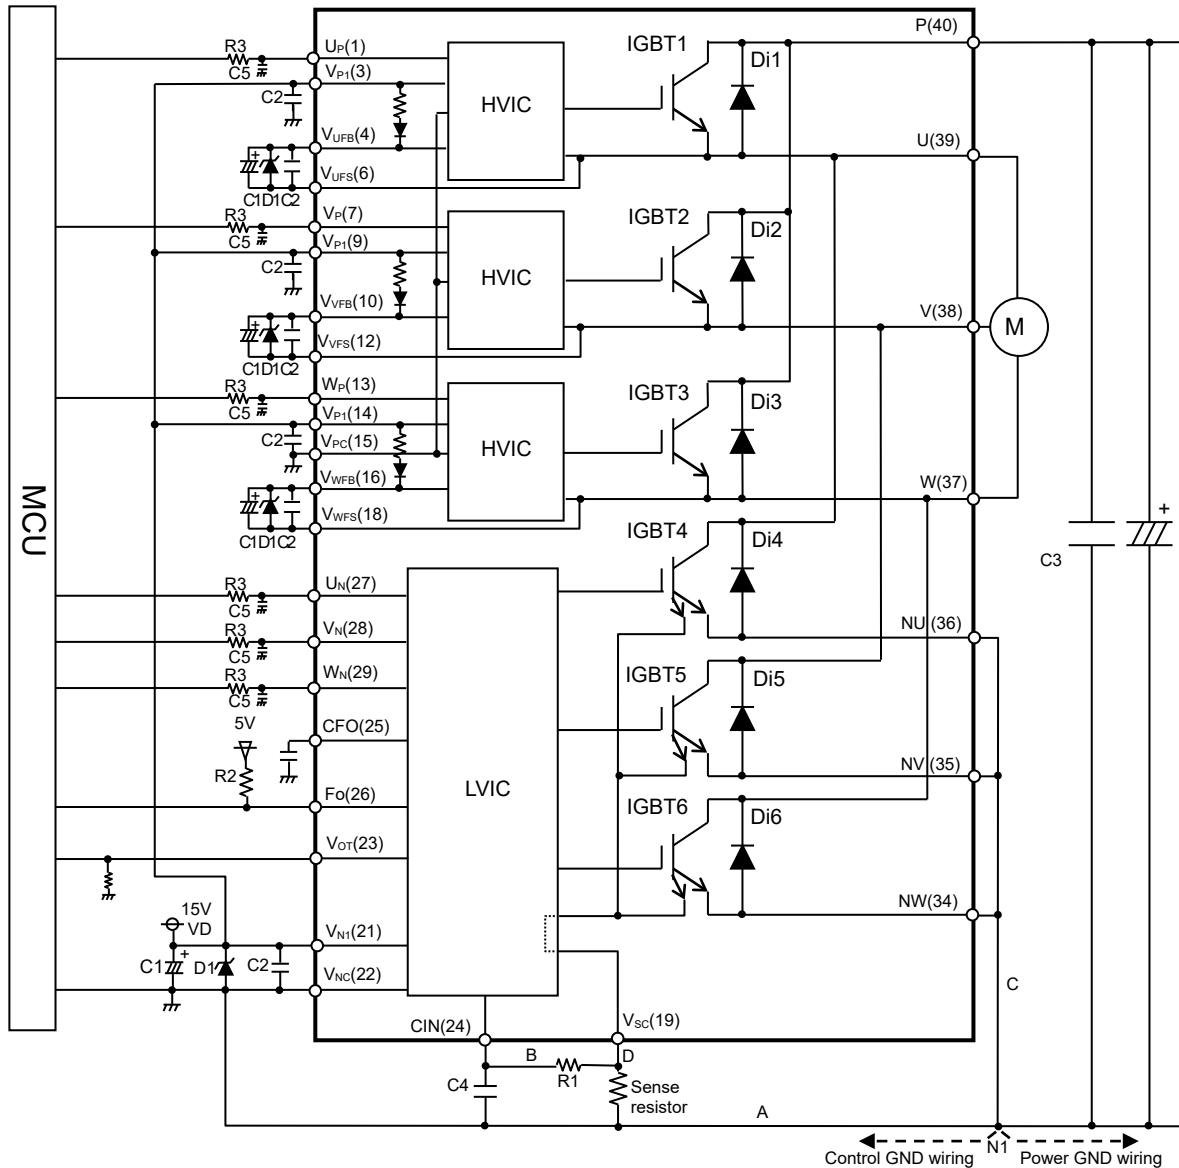 P(40)
IGBT1
Di1
R3
C5
UP(1)
VP1(3)
C2
HVIC
VUFB(4)
U(39)
VUFS(6)
C1D1C2
R3
C5
VP(7)
VP1(9)
C2
IGBT2
Di2
HVIC
VVFB(10)
V(38)
M
VVFS(12)
C1D1C2
R3
C5
WP(13)
VP1(14)
C2
VPC(15)
IGBT3
Di3
HVIC
VWFB(16)
W(37)
VWFS(18)
C1D1C2
MCU
IGBT4
Di4
C3
+
R3
C5
UN(27)
NU(36)
R3
C5
VN(28)
R3
C5
WN(29)
IGBT5
Di5
5V
CFO(25)
R2
NV(35)
LVIC
Fo(26)
IGBT6
Di6
VOT(23)
NW(34)
15V
VD
VN1(21)
C1
+
D1
C2
VNC(22)
C
CIN(24)
VSC(19)
B
D
R1
C4
Sense
resistor
A
N1
Control GND wiring
Power GND wiring